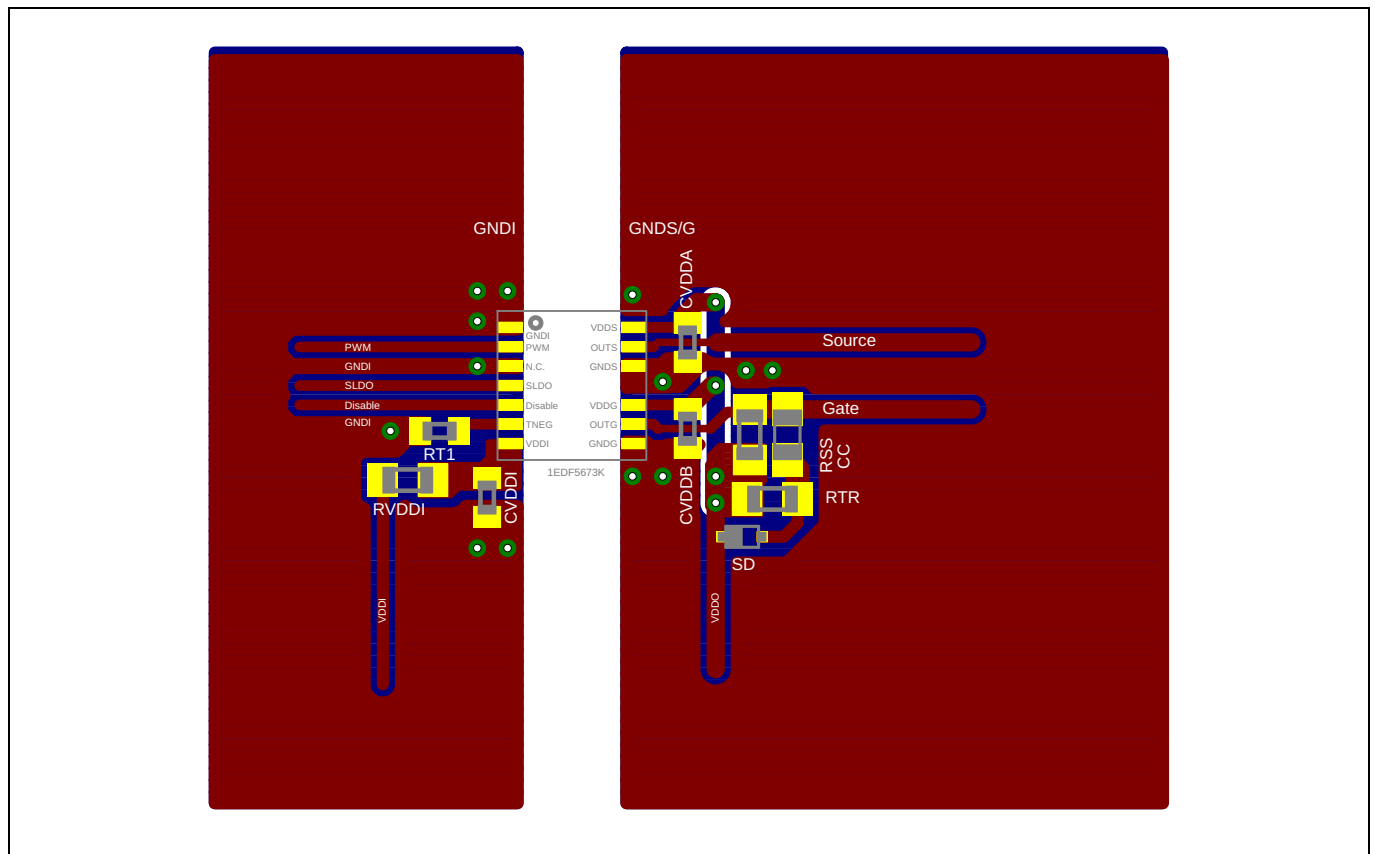 GNDI
GNDS/G
CVDDA
GNDI
VDDS
PWM
PWM
OUTS
Source
GNDI
N.C.
GNDS
SLDO
SLDO
Disable
Disable
VDDG
Gate
GNDI
TNEG
OUTG
VDDI
GNDG
RT1
RSS
CC
1EDF5673K
CVDDI
CVDDB
RTR
RVDDI
SD
VDDI
VDDO